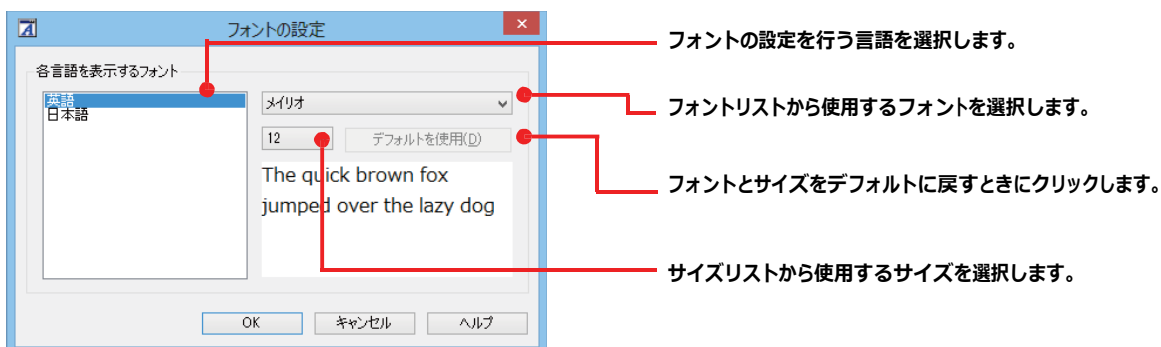 フォントの設定
フォントの設定を行う言語を選択します。
各言語を表示するフォント
英語
日本語
メイリオ
フォントリストから使用するフォントを選択します。
12
デフォルトを使用(D)
フォントとサイズをデフォルトに戻すときにクリックします。
The quick brown fox
jumped over the lazy dog
サイズリストから使用するサイズを選択します。
OK
キャンセル
ヘルプ